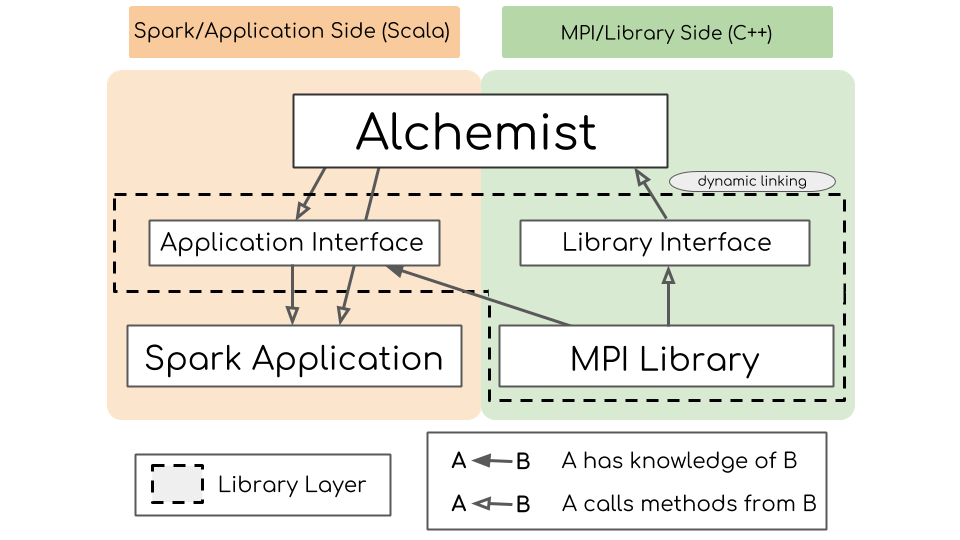 Spark/Application Side (Scala)
MPI/Library Side (C++)
Alchemist
dynamic linking
Application Interface
Library Interface
Spark Application
MPI Library
Library Layer
A B A has knowledge of B
A B A calls methods from B